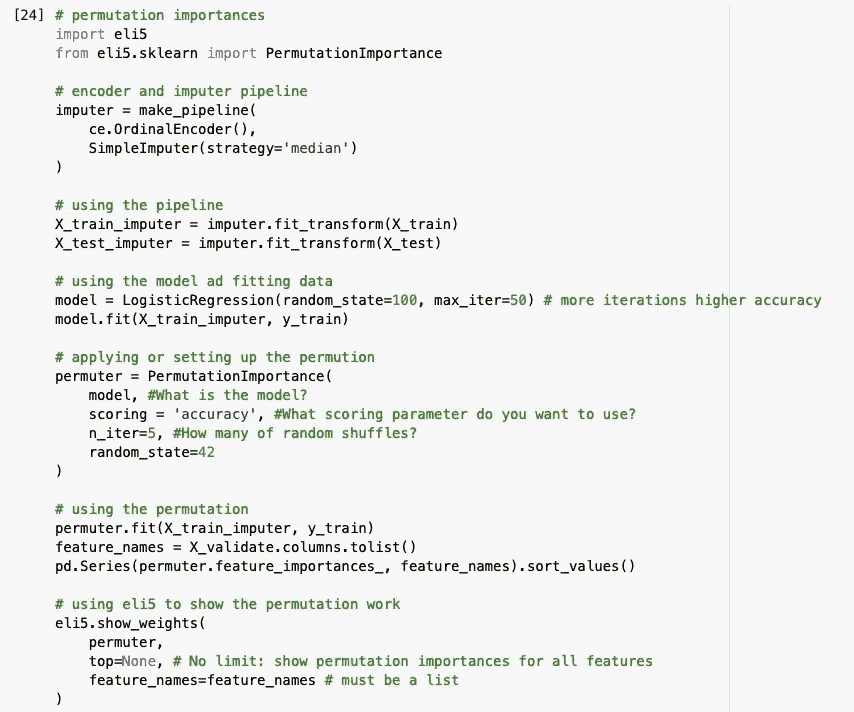 [24] # permutation importances
import eli5
from eli5.sklearn import PermutationImportance
# encoder and imputer pipeline
imputer = make_pipeline(
ce.OrdinalEncoder(),
SimpleImputer(strategy='median')
)
# using the pipeline
X_train_imputer = imputer.fit_transform(X_train)
X_test_imputer = imputer.fit_transform(X_test)
# using the model ad fitting data
model = LogisticRegression(random_state=100, max_iter=50) # more iterations higher accuracy
model.fit(X_train_imputer, y_train)
# applying or setting up the permution
permuter = PermutationImportance(
model, #What is the model?
scoring = 'accuracy', #What scoring parameter do you want to use?
n_iter=5, #How many of random shuffles?
random_state=42
)
# using the permutation
permuter.fit(X_train_imputer, y_train)
feature_names = X_validate.columns.tolist()
pd.Series(permuter.feature_importances_, feature_names).sort_values()
# using eli5 to show the permutation work
eli5.show_weights(
permuter,
top=None, # No limit: show permutation importances for all features
feature_names=feature_names # must be a list
)